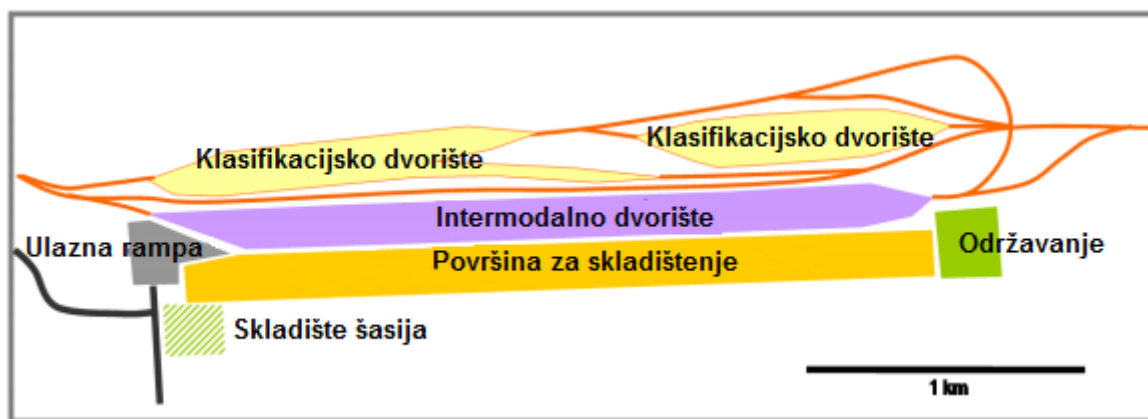 Klasifikacijsko dvorište
Klasifikacijsko dvorište
Intermodalno dvorište
Ulazna rampa
Održavanje
Površina za skladištenje
Skladište šasija
1 km